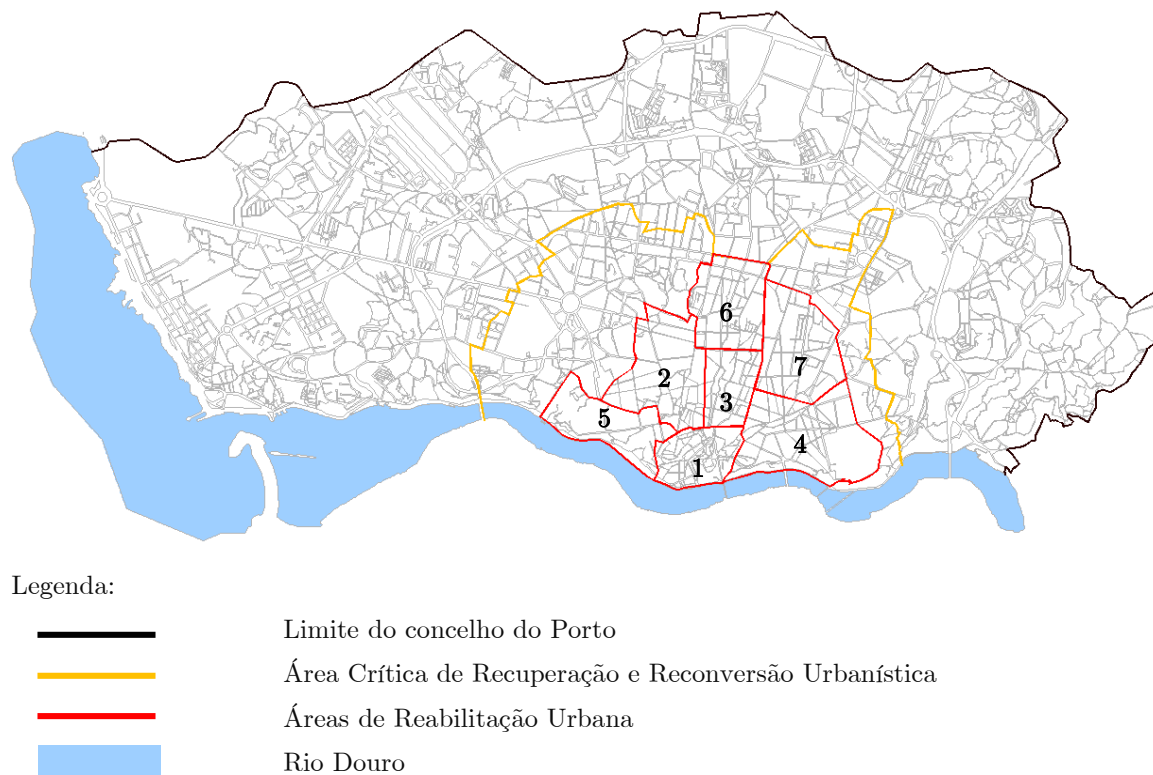 6
7
2
3
5
4
1
Legenda:
Limite do concelho do Porto
Área Crítica de Recuperação e Reconversão Urbanística
Áreas de Reabilitação Urbana
Rio Douro